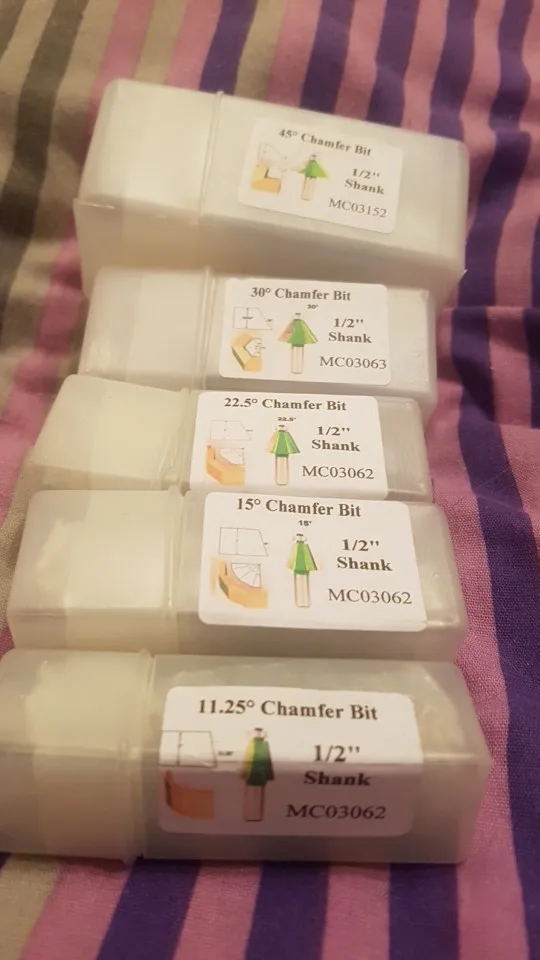 45° Chamfer Bit
1/2"
Shank
MC03152
30° Chamfer Bit
30°
1/2"
Shank
MC03063
22.5° Chamfer Bit
22.5°
1/2"
Shank
MC03062
15° Chamfer Bit
15°
1/2"
Shank
MC03062
11.25° Chamfer Bit
1/2"
Shank
MC03062